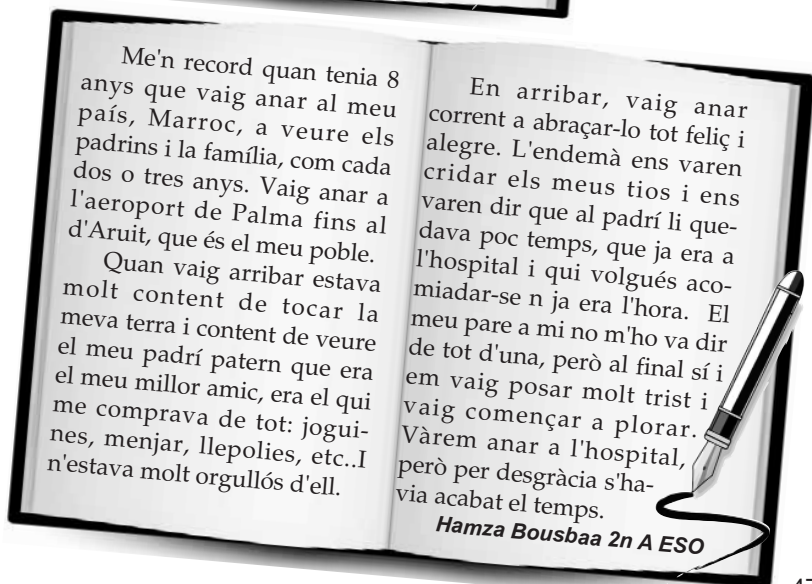 Me'n record quan tenia 8
anys que vaig anar al meu
país, Marroc, a veure els
padrins i la família, com cada
dos o tres anys. Vaig anar a
l'aeroport de Palma fins al
d'Aruit, que és el meu poble.
Quan vaig arribar estava
molt content de tocar la
meva terra i content de veure
el meu padrí patern que era
el meu millor amic, era el qui
me comprava de tot: jogui-
nes, menjar, llepolies, etc..I
n'estava molt orgullós d'ell.
En arribar, vaig anar
corrent a abraçar-lo tot feliç i
alegre. L'endemà ens varen
cridar els meus tios i ens
varen dir que al padrí li que-
dava poc temps, que ja era a
l'hospital i qui volgués aco-
miadar-se n ja era l'hora. El
meu pare a mi no m'ho va dir
de tot d'una, però al final sí i
em vaig posar molt trist i
vaig començar a plorar.
Vàrem anar a l'hospital,
però per desgràcia s'ha-
via acabat el temps.
Hamza Bousbaa 2n A ESO